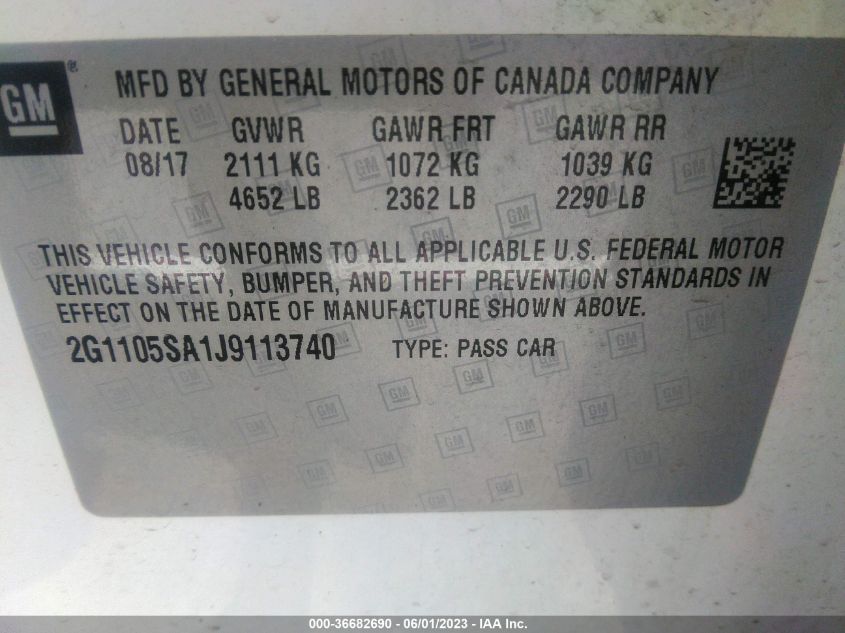 GM ®
MFD BY GENERAL MOTORS OF CANADA COMPANY
DATE GVWR GAWR FRT GAWR RR
08/17 2111 KG 1072 KG 1039 KG
4652 LB 2362 LB 2290 LB
THIS VEHICLE CONFORMS TO ALL APPLICABLE U.S. FEDERAL MOTOR
VEHICLE SAFETY, BUMPER, AND THEFT PREVENTION STANDARDS IN
EFFECT ON THE DATE OF MANUFACTURE SHOWN ABOVE.
2G1105SA1J9113740 TYPE: PASS CAR
000-36682690 - 06/01/2023 - IAA Inc.